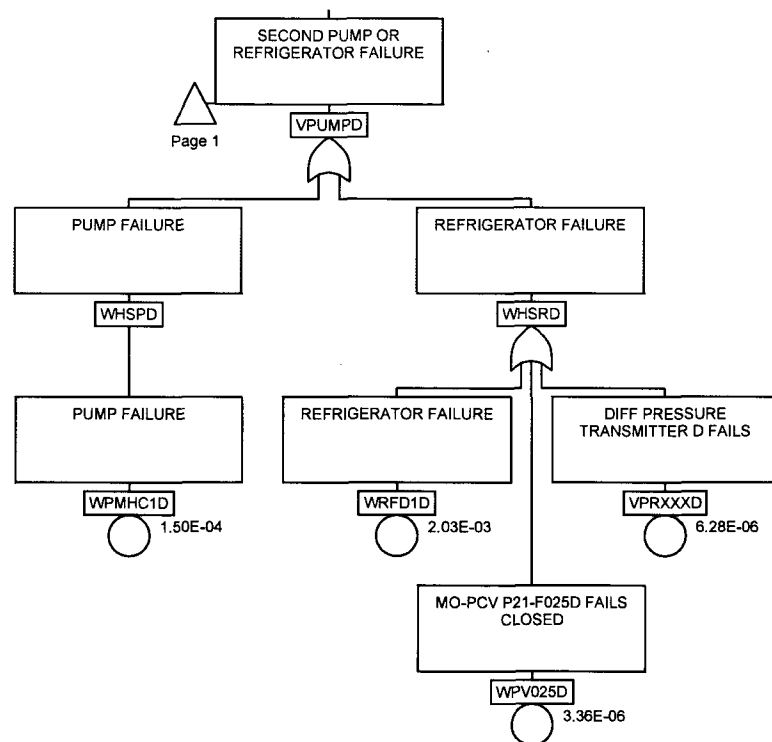 SECOND PUMP OR
REFRIGERATOR FAILURE
Page 1
VPUMPD
PUMP FAILURE
REFRIGERATOR FAILURE
WHSPD
WHSRD
PUMP FAILURE
REFRIGERATOR FAILURE
DIFF PRESSURE
TRANSMITTER D FAILS
WPMHC1D
WRFD1D
VPRXXXD
1.50E-04
2.03E-03
6.28E-06
MO-PCV P21-F025D FAILS
CLOSED
WPV025D
3.36E-06